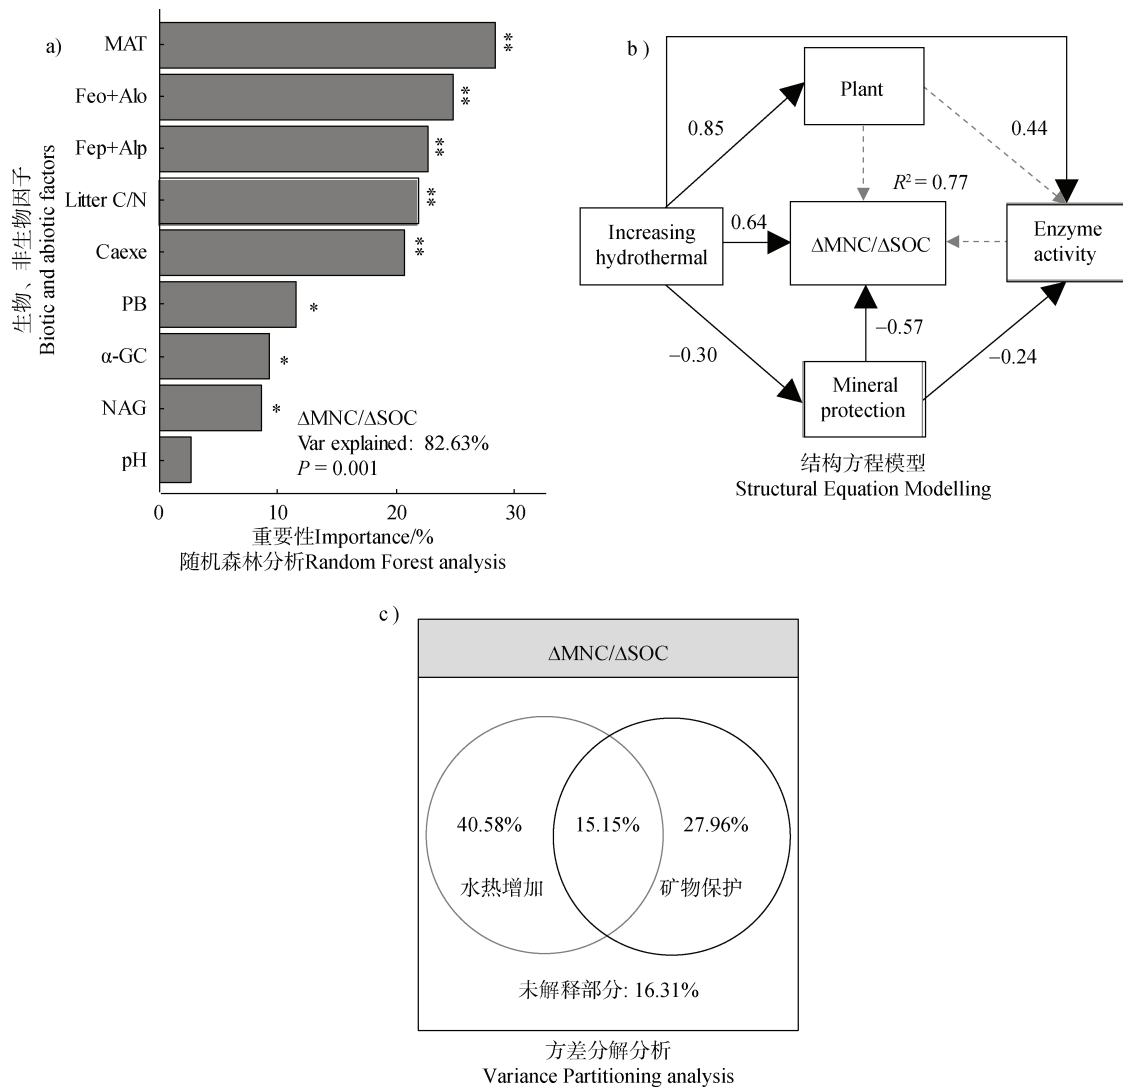 a)
MAT
Feo+Alo
Fep+Alp
Litter C/N
Caexe
PB
α-GC
NAG
pH
**
**
**
**
**
*
*
*
生物、非生物因子
Biotic and abiotic factors
ΔMNC/ΔSOC
Var explained: 82.63%
P = 0.001
0
10
20
30
重要性Importance/%
随机森林分析Random Forest analysis
b)
Plant
0.85
0.44
R² = 0.77
Increasing
hydrothermal
0.64
ΔMNC/ΔSOC
Enzyme
activity
−0.30
−0.57
−0.24
Mineral
protection
结构方程模型
Structural Equation Modelling
c)
ΔMNC/ΔSOC
40.58%
15.15%
27.96%
水热增加
矿物保护
未解释部分: 16.31%
方差分解分析
Variance Partitioning analysis